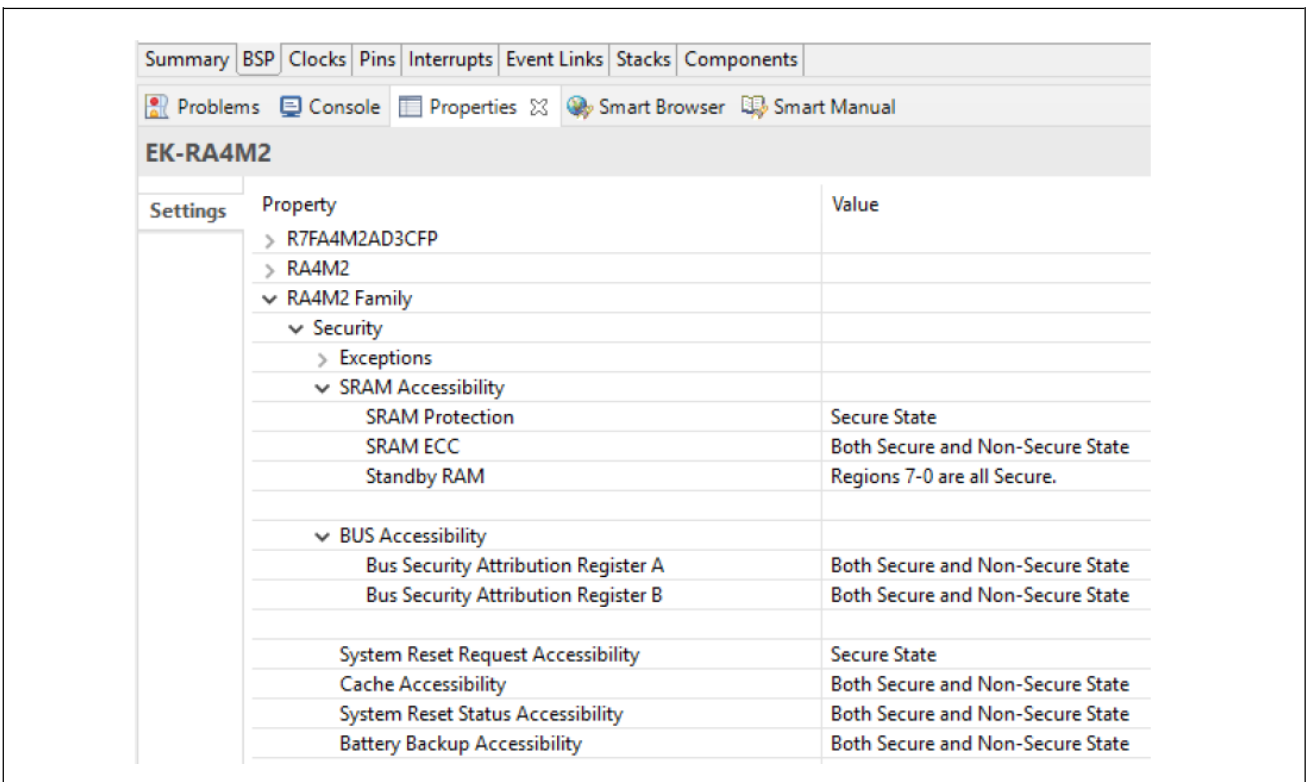 Summary BSP Clocks Pins Interrupts Event Links Stacks Components
Problems Console Properties Smart Browser Smart Manual
EK-RA4M2
Settings Property Value
R7FA4M2AD3CFP
RA4M2
RA4M2 Family
Security
Exceptions
SRAM Accessibility
SRAM Protection Secure State
SRAM ECC Both Secure and Non-Secure State
Standby RAM Regions 7-0 are all Secure.
BUS Accessibility
Bus Security Attribution Register A Both Secure and Non-Secure State
Bus Security Attribution Register B Both Secure and Non-Secure State
System Reset Request Accessibility Secure State
Cache Accessibility Both Secure and Non-Secure State
System Reset Status Accessibility Both Secure and Non-Secure State
Battery Backup Accessibility Both Secure and Non-Secure State